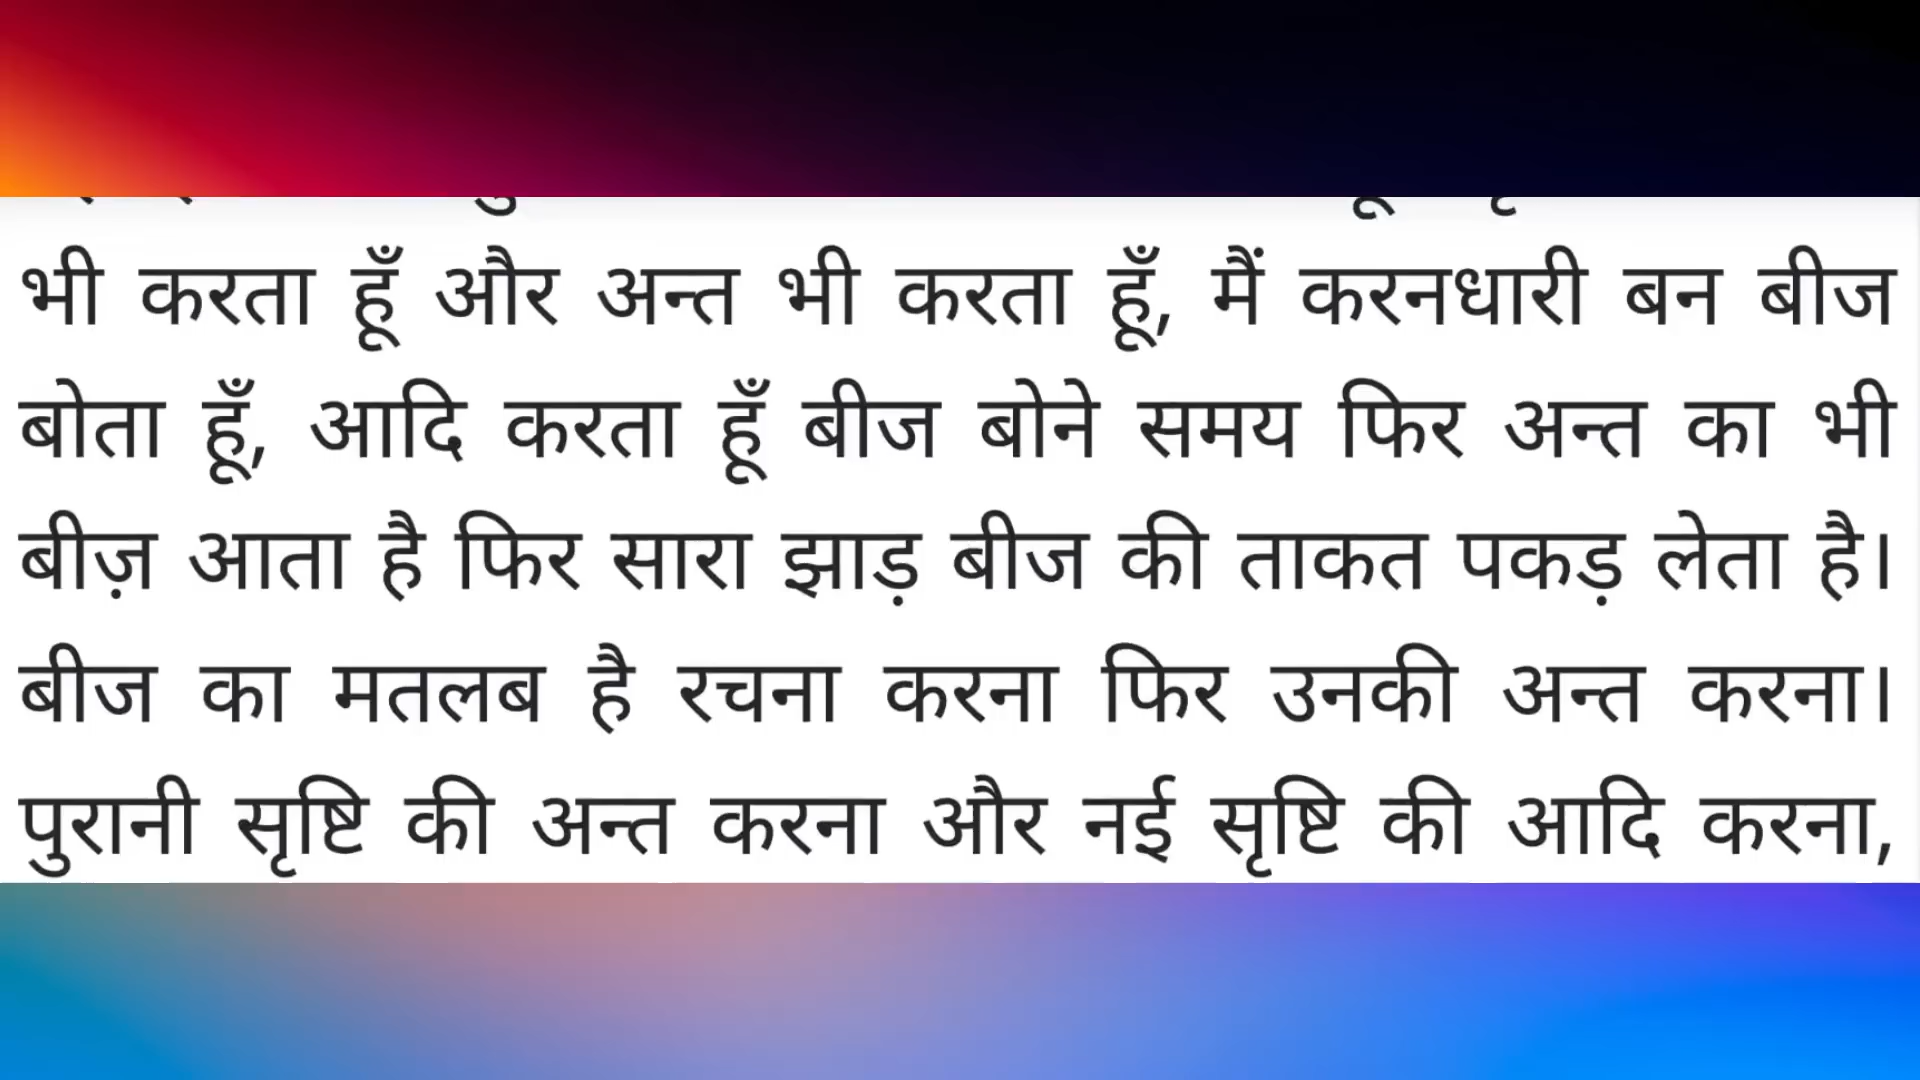 भी करता हूँ और अन्त भी करता हूँ, मैं करनधारी बन बीज
बोता हूँ, आदि करता हूँ बीज बोने समय फिर अन्त का भी
बीज़ आता है फिर सारा झाड़ बीज की ताकत पकड़ लेता है।
बीज का मतलब है रचना करना फिर उनकी अन्त करना।
पुरानी सृष्टि की अन्त करना और नई सृष्टि की आदि करना,